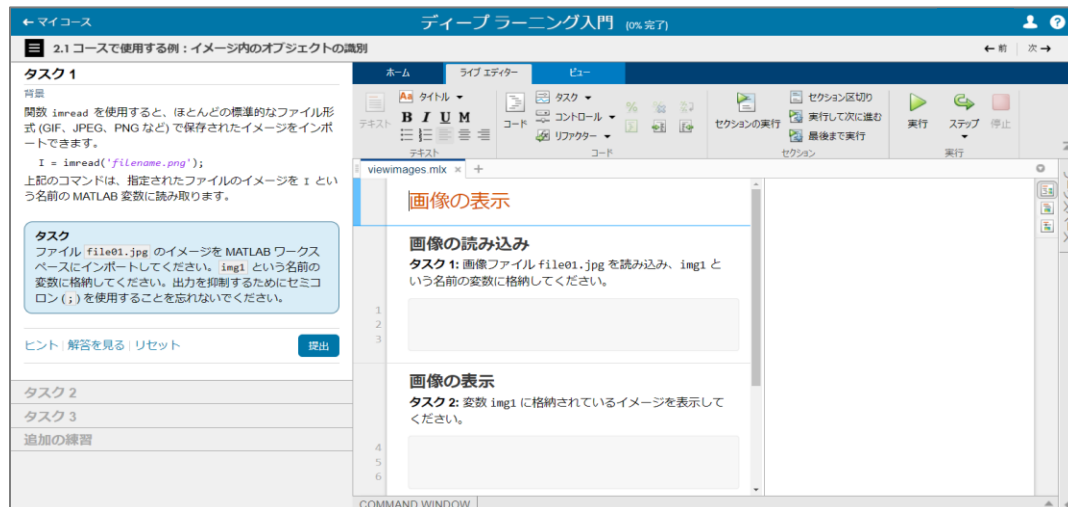 ← マイコース
ディープ ラーニング入門 (0% 完了)
2.1 コースで使用する例：イメージ内のオブジェクトの識別
← 前 次 →
タスク 1
背景
関数 imread を使用すると、ほとんどの標準的なファイル形
式 (GIF、JPEG、PNG など) で保存されたイメージをインポ
ートできます。
I = imread('filename.png');
上記のコマンドは、指定されたファイルのイメージを I とい
う名前の MATLAB 変数に読み取ります。
タスク
ファイル file01.jpg のイメージを MATLAB ワークス
ペースにインポートしてください。img1 という名前の
変数に格納してください。出力を抑制するためにセミコ
ロン (;) を使用することを忘れないでください。
ヒント | 解答を見る | リセット
提出
タスク 2
タスク 3
追加の練習
ホーム ライブ エディター ビュー
テキスト
Aa タイトル
B I U M
テキスト
コード
タスク
コントロール
リファクター
コード
セクションの実行
セクション区切り
実行して次に進む
最後まで実行
セクション
実行 ステップ 停止
実行
viewimages.mlx × +
画像の表示
画像の読み込み
タスク 1: 画像ファイル file01.jpg を読み込み、img1 と
いう名前の変数に格納してください。
1
2
3
画像の表示
タスク 2: 変数 img1 に格納されているイメージを表示して
ください。
4
5
6
COMMAND WINDOW